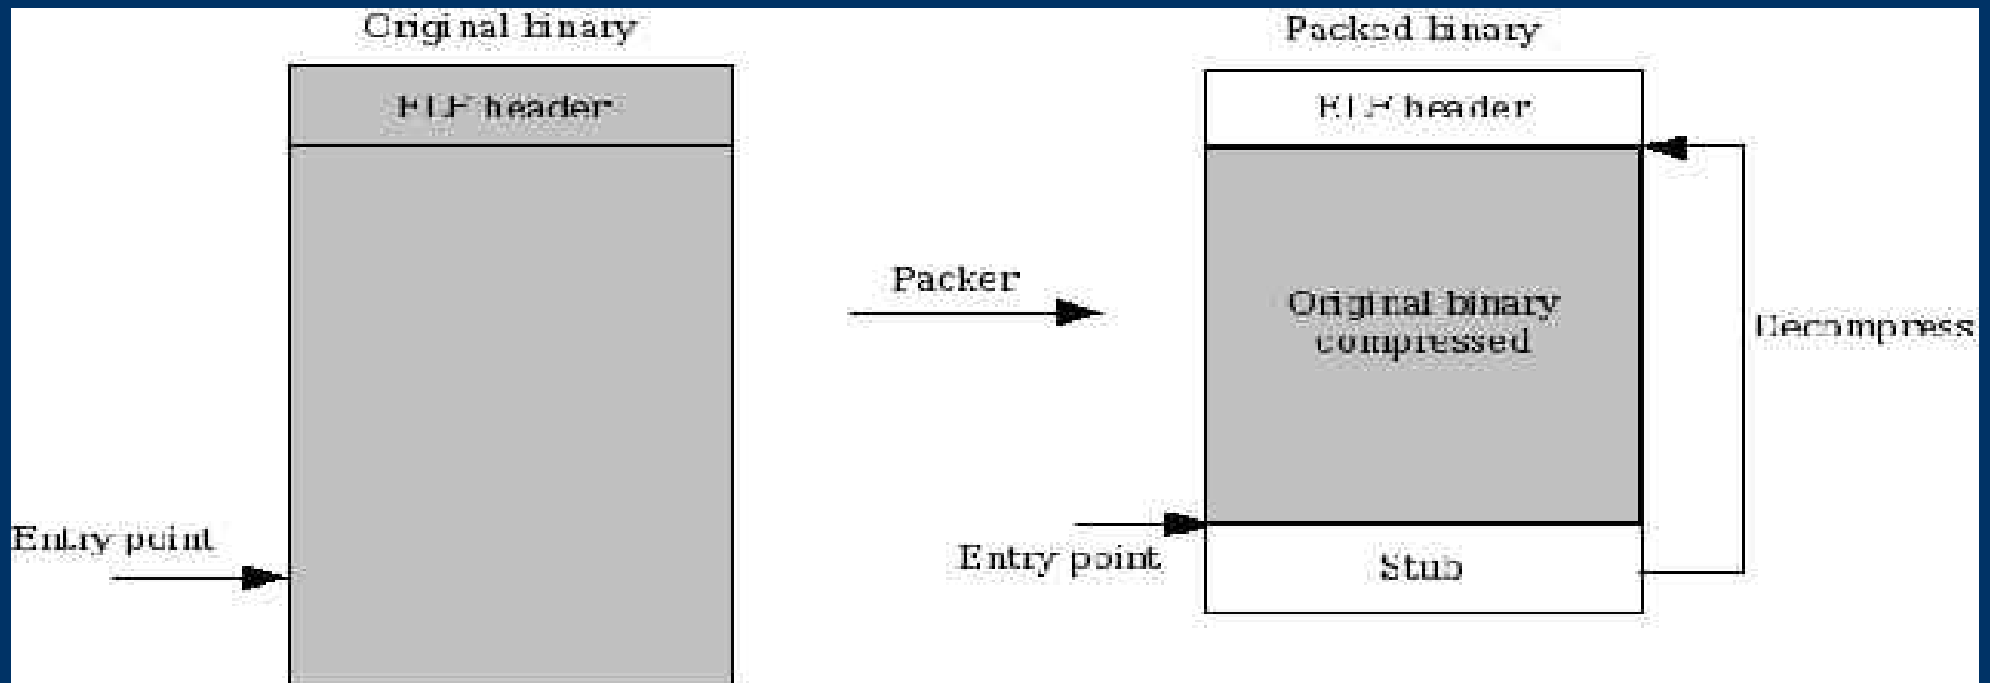 Original binary
Packed binary
ELF header
ELF header
Packer
Original binary
compressed
Decompress
Entry point
Entry point
Stub